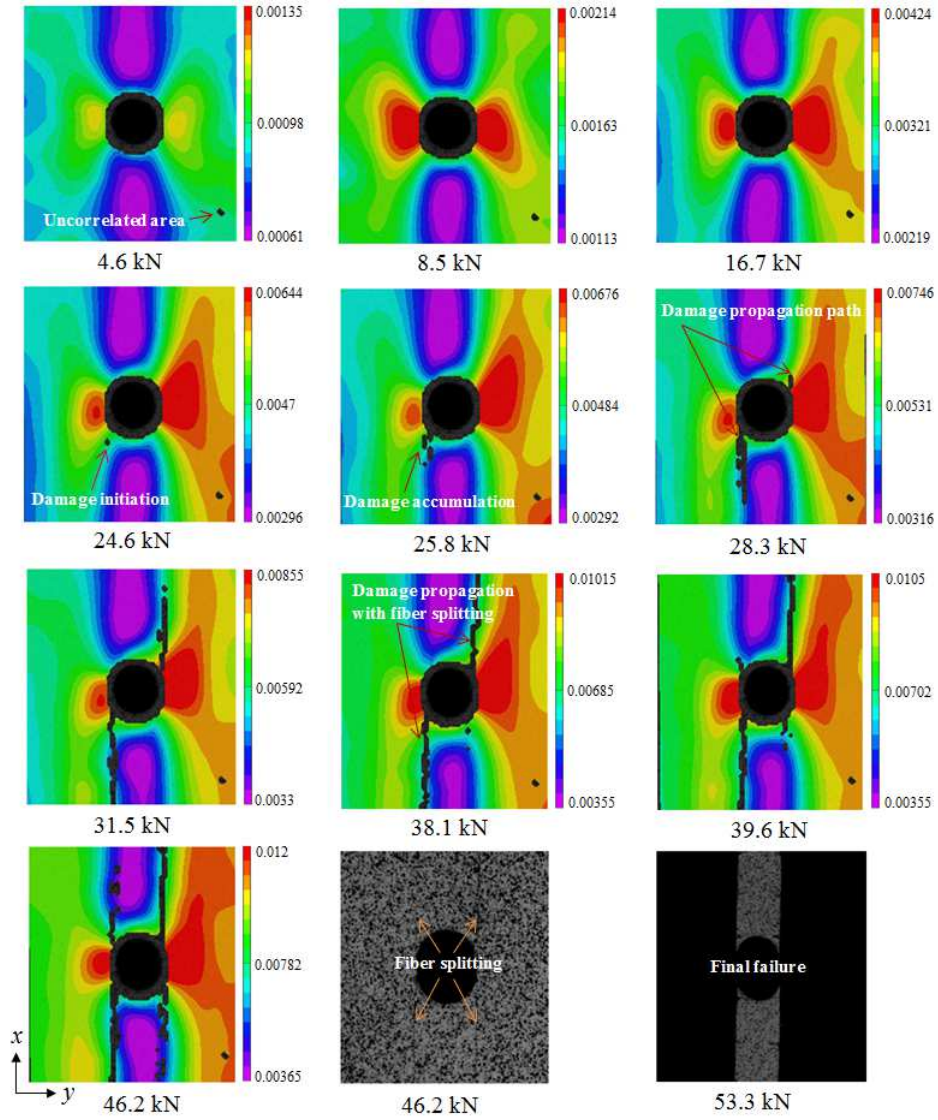 0.00135
0.00098
0.00061
Uncorrelated area
4.6 kN
0.00214
0.00163
0.00113
8.5 kN
0.00424
0.00321
0.00219
16.7 kN
0.00644
0.0047
0.00296
Damage initiation
24.6 kN
0.00676
0.00484
0.00292
Damage accumulation
25.8 kN
Damage propagation path
0.00746
0.00531
0.00316
28.3 kN
0.00855
0.00592
0.0033
31.5 kN
Damage propagation
with fiber splitting
0.01015
0.00685
0.00355
38.1 kN
0.0105
0.00702
0.00355
39.6 kN
0.012
0.00782
0.00365
x
y
46.2 kN
Fiber splitting
46.2 kN
Final failure
53.3 kN